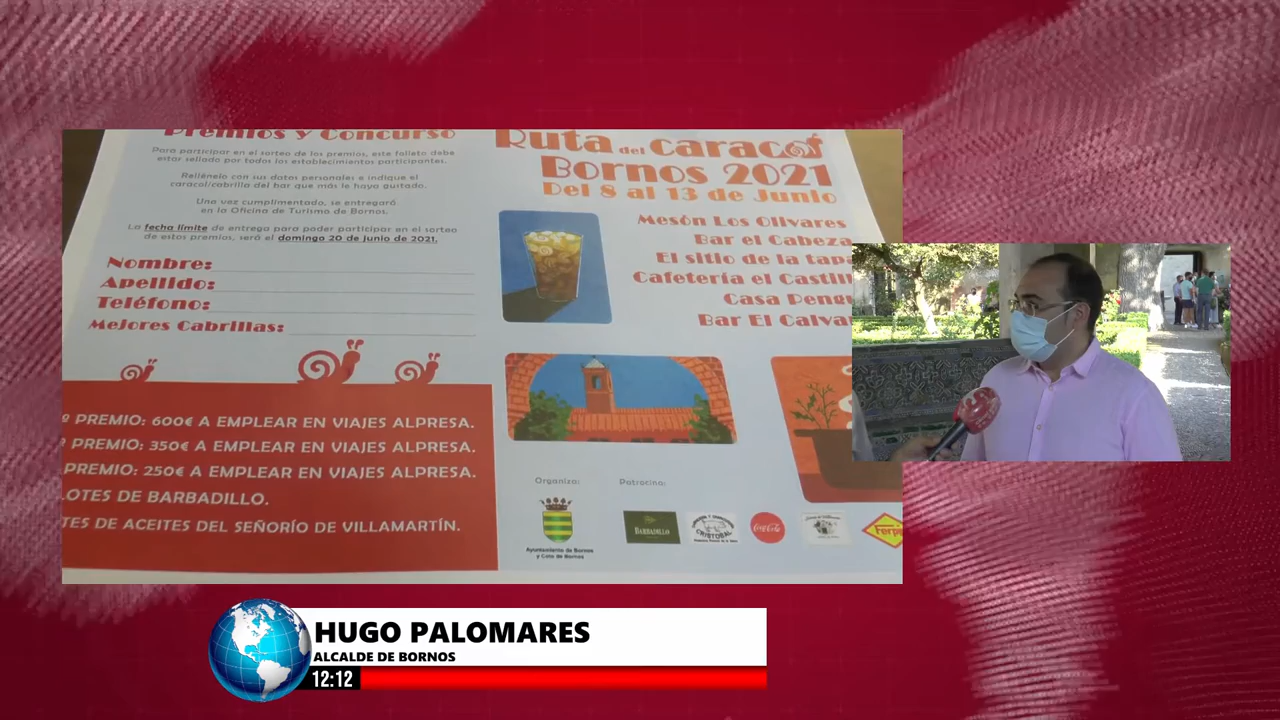 Premios y Concurso
Para participar en el sorteo de los premios, este folleto debe
estar sellado por todos los establecimientos participantes.
Rellénelo con sus datos personales e indique el
caracol/cabrilla del bar que más le haya gustado.
Una vez cumplimentado, se entregará
en la Oficina de Turismo de Bornos.
La fecha límite de entrega para poder participar en el sorteo
de estos premios, será el domingo 20 de junio de 2021.
Nombre:
Apellido:
Teléfono:
Mejores Cabrillas:
PREMIO: 600€ A EMPLEAR EN VIAJES ALPRESA.
PREMIO: 350€ A EMPLEAR EN VIAJES ALPRESA.
PREMIO: 250€ A EMPLEAR EN VIAJES ALPRESA.
LOTES DE BARBADILLO.
TES DE ACEITES DEL SEÑORÍO DE VILLAMARTÍN.
Ruta del caracol
Bornos 2021
Del 8 al 13 de Junio
Mesón Los Olivares
Bar el Cabeza
El sitio de la tapa
Cafetería el Castill
Casa Pengu
Bar El Calva
Organiza:
Patrocina:
Ayuntamiento de Bornos
y Coto de Bornos
BARBADILLO
CRISTOBAL
Coca-Cola
HUGO PALOMARES
ALCALDE DE BORNOS
12:12